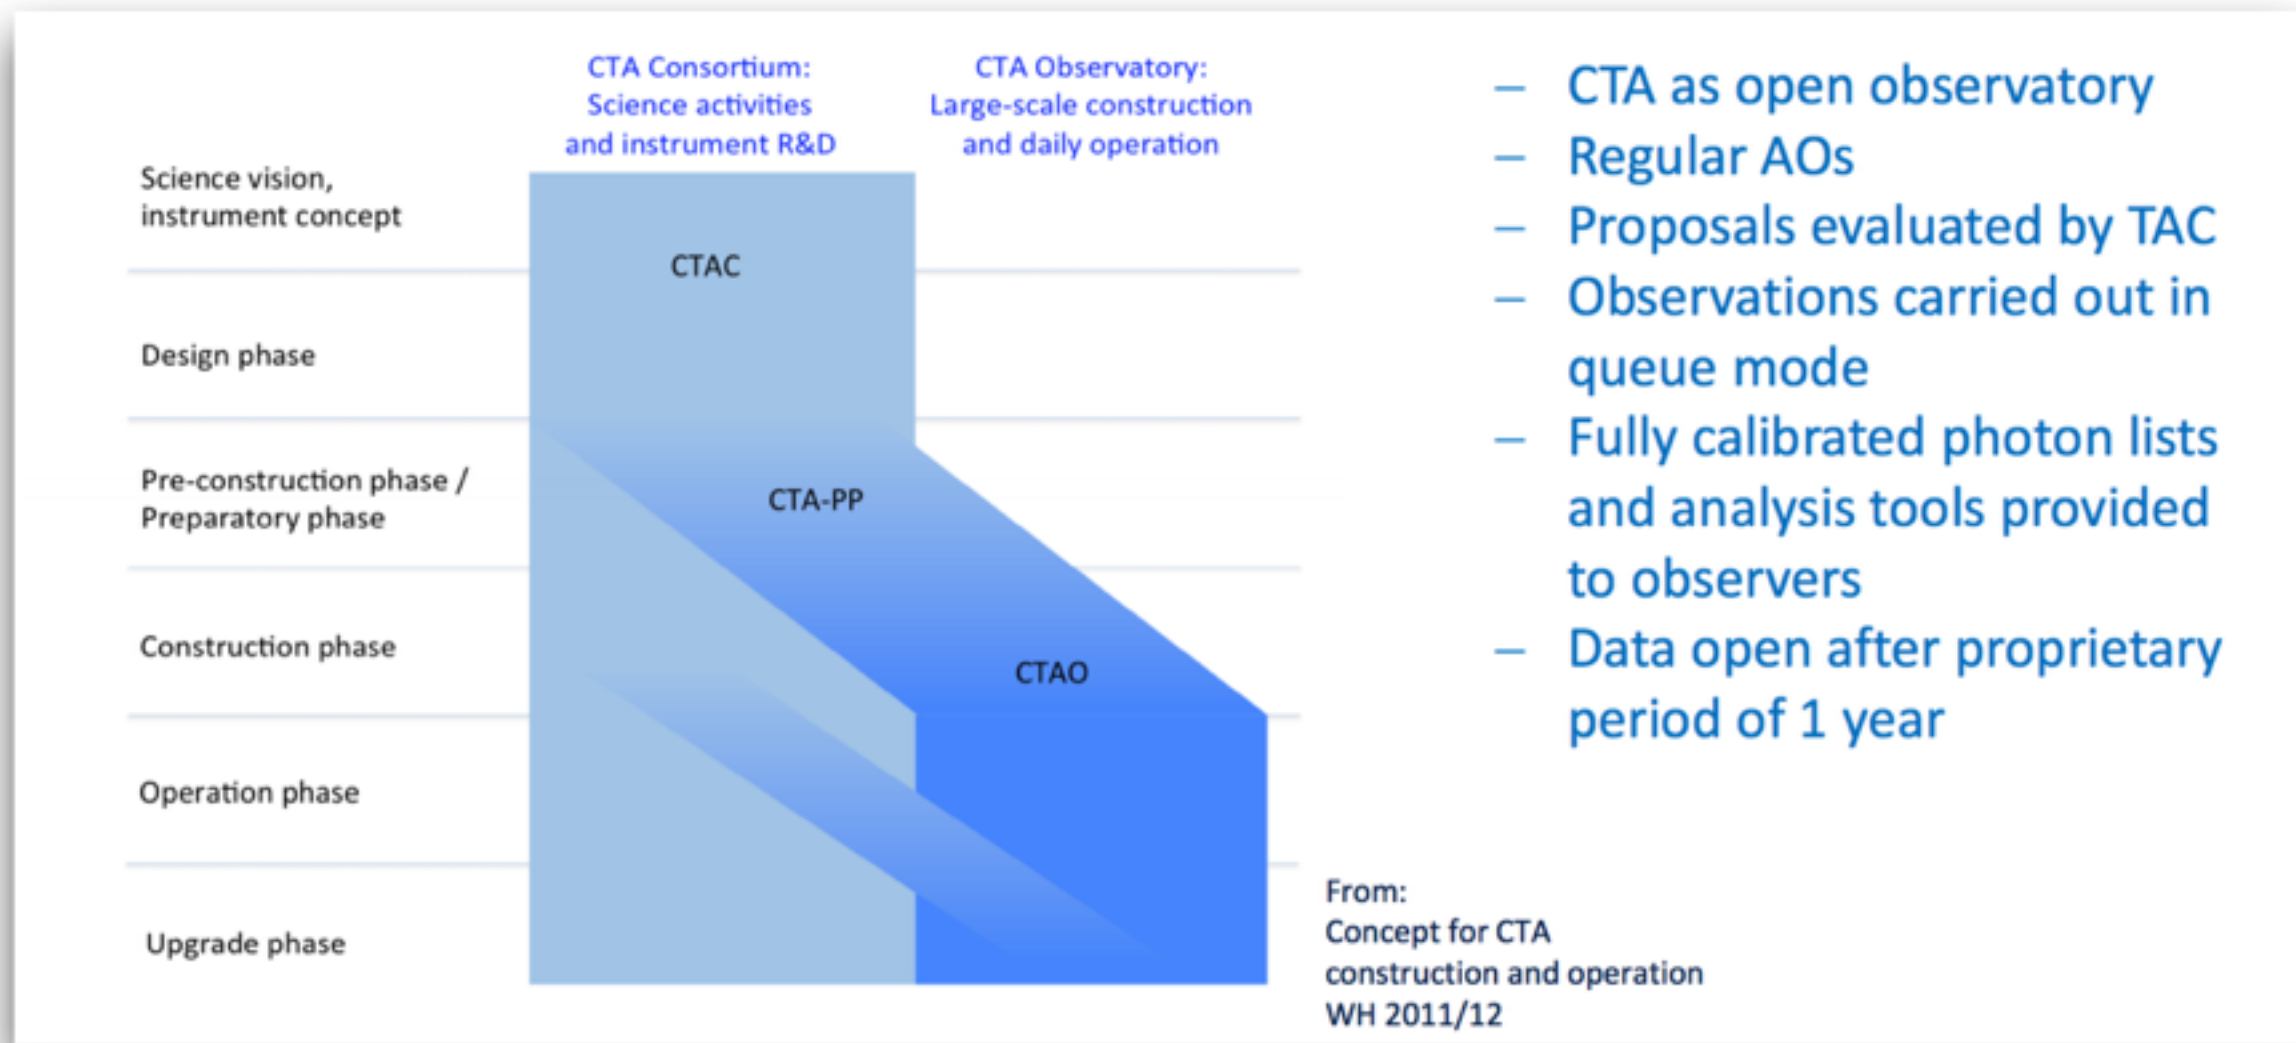 CTA Consortium:
Science activities
and instrument R&D
CTA Observatory:
Large-scale construction
and daily operation
Science vision,
instrument concept
Design phase
Pre-construction phase /
Preparatory phase
Construction phase
Operation phase
Upgrade phase
CTAC
CTA-PP
CTAO
– CTA as open observatory
– Regular AOs
– Proposals evaluated by TAC
– Observations carried out in
queue mode
– Fully calibrated photon lists
and analysis tools provided
to observers
– Data open after proprietary
period of 1 year
From:
Concept for CTA
construction and operation
WH 2011/12